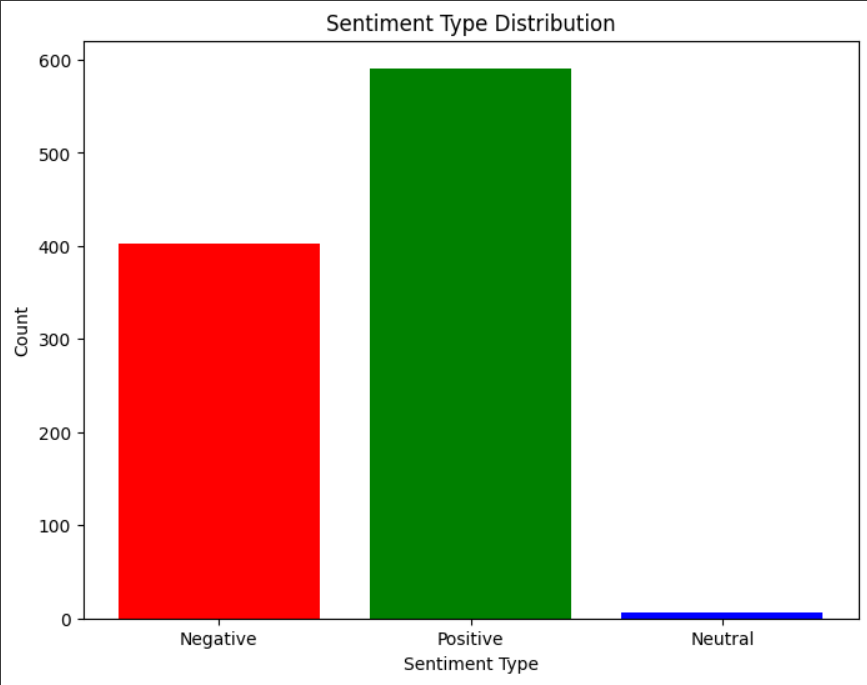 Sentiment Type Distribution
600
500
400
300
200
100
0
Count
Negative Positive Neutral
Sentiment Type